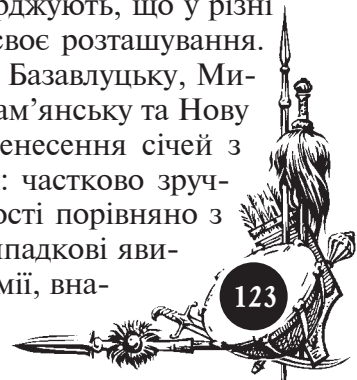 рджують, що у різні
своє розташування.
Базавлуцьку, Ми-
ам’янську та Нову
енесення січей з
: частково зруч-
ості порівняно з
падкові яви-
мії, вна-
123